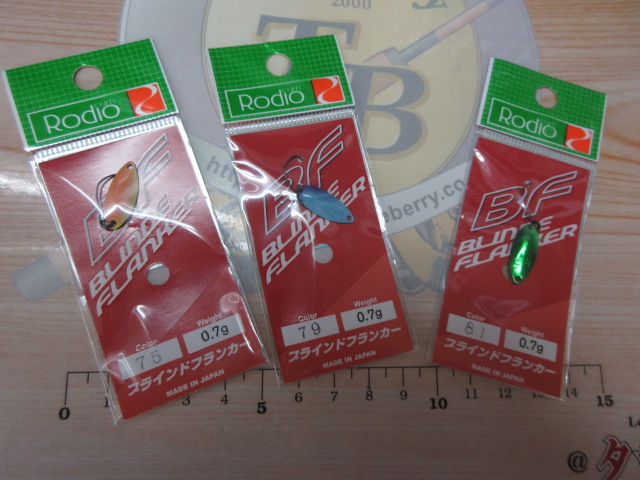 2000
TB
htt
eberry.co
Rodio
BF
BLINDE
FLANKER
Color
75
Weight
0.7g
ブラインドフランカー
MADE IN JAPAN
Rodio
BF
BLINDE
FLANKER
Color
79
Weight
0.7g
ブラインドフランカー
MADE IN JAPAN
Rodio
BF
BLINDE
FLANKER
Color
81
Weight
0.7g
ブラインドフランカー
MADE IN JAPAN
0 1 2 3 4 5 6 7 8 9 10 11 12 13 14 15
@タ